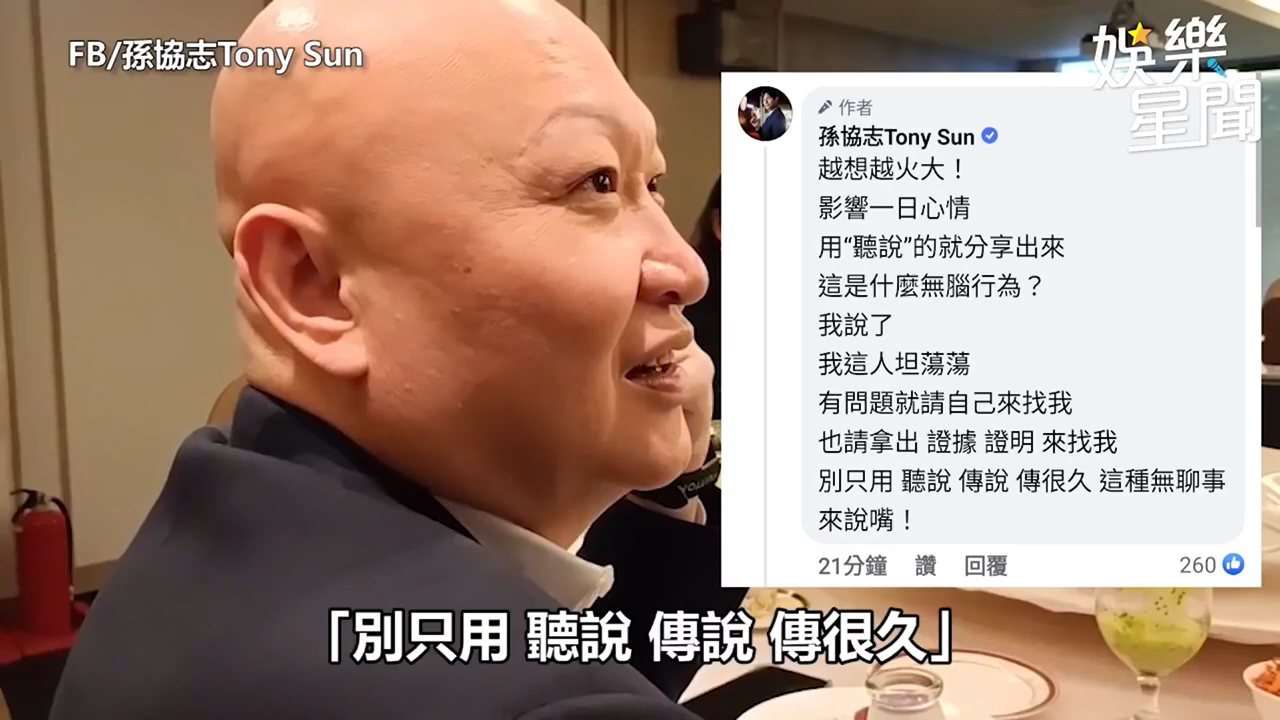 FB/孫協志Tony Sun
娛樂
星聞
作者
孫協志Tony Sun
越想越火大！
影響一日心情
用“聽說”的就分享出來
這是什麼無腦行為？
我說了
我這人坦蕩蕩
有問題就請自己來找我
也請拿出 證據 證明 來找我
別只用 聽說 傳說 傳很久 這種無聊事
來說嘴！
21分鐘 讚 回覆 260
「別只用 聽說 傳說 傳很久」